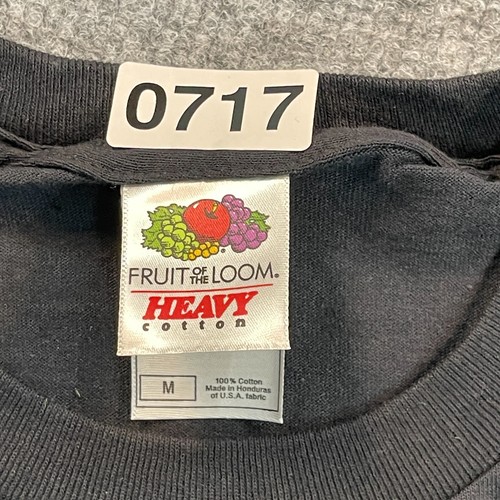 0717
FRUIT OF THE LOOM®
HEAVY
cotton
M
100% Cotton
Made in Honduras
of U.S.A. fabric